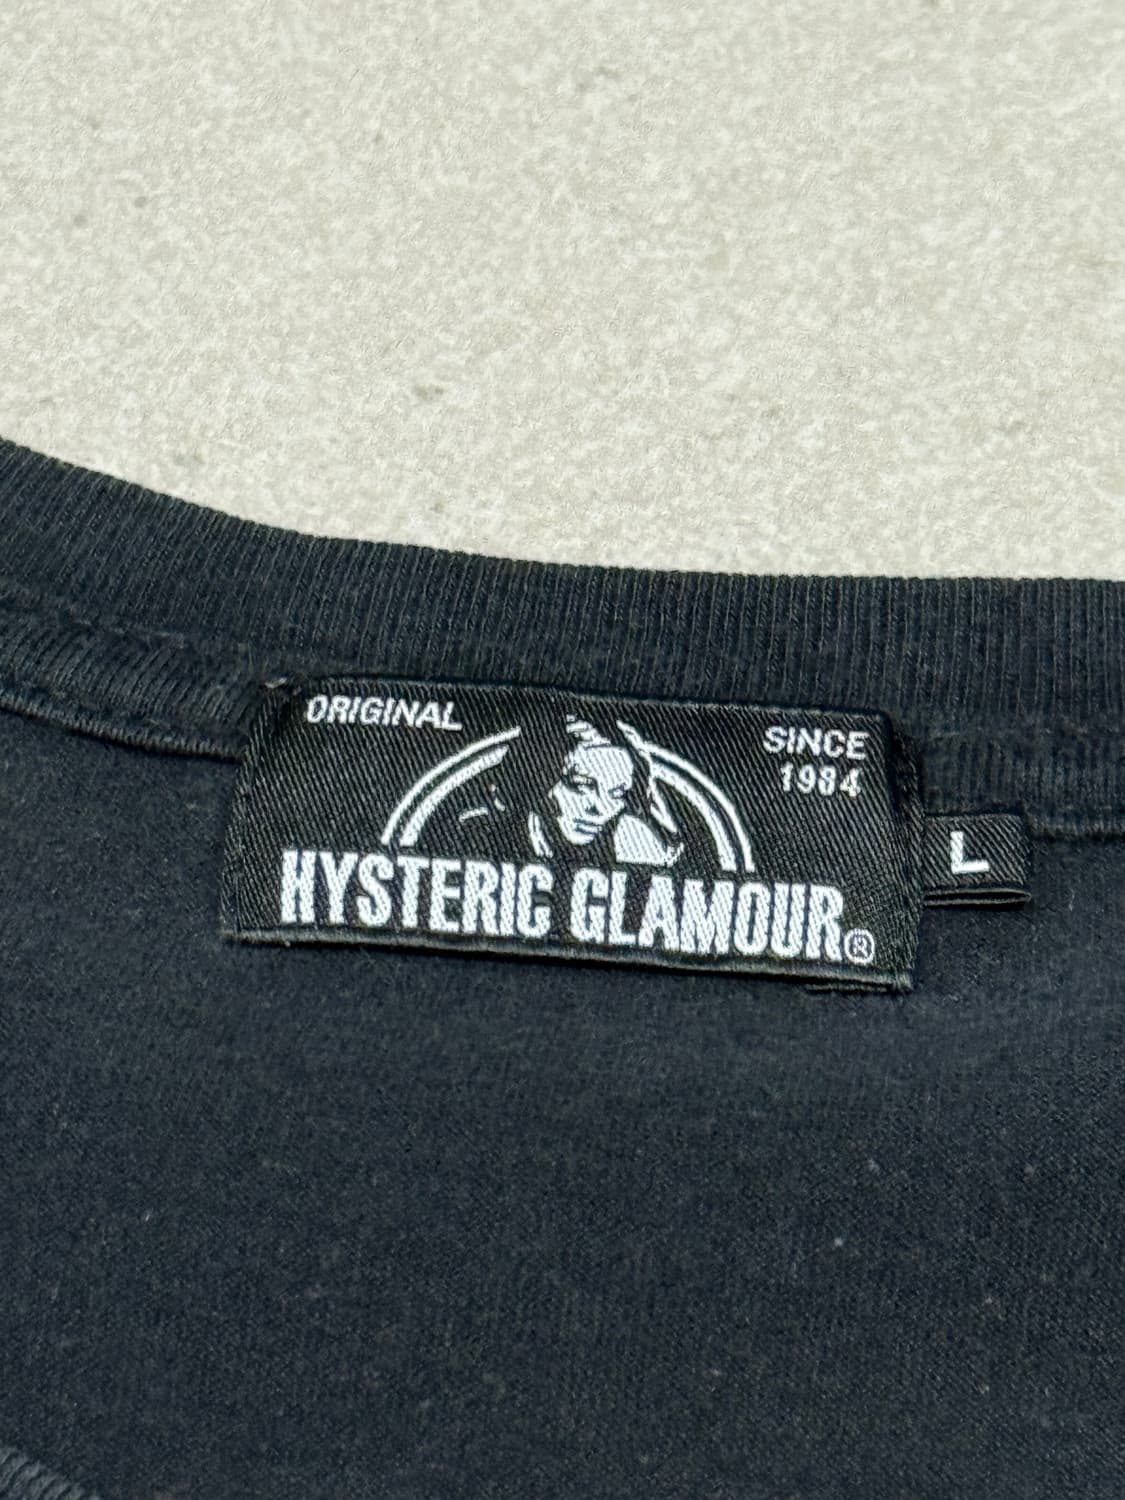 ORIGINAL
SINCE
1984
HYSTERIC GLAMOUR®
L